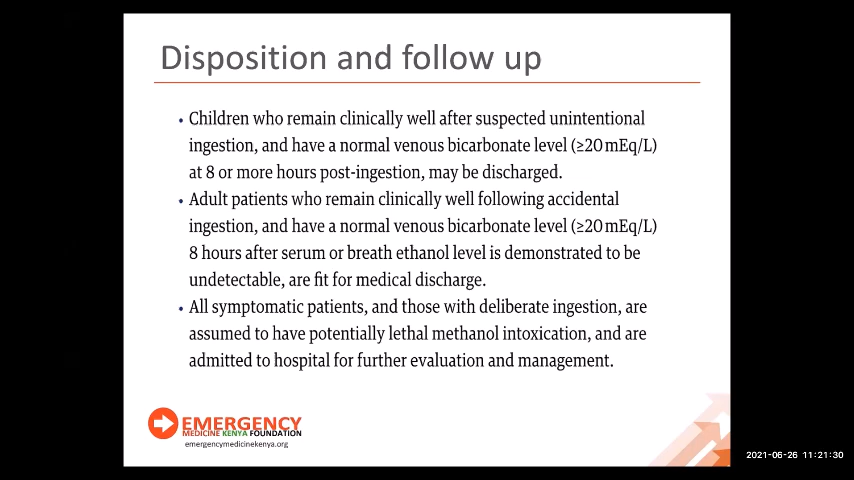 Disposition and follow up
• Children who remain clinically well after suspected unintentional
ingestion, and have a normal venous bicarbonate level (≥20 mEq/L)
at 8 or more hours post-ingestion, may be discharged.
• Adult patients who remain clinically well following accidental
ingestion, and have a normal venous bicarbonate level (≥20 mEq/L)
8 hours after serum or breath ethanol level is demonstrated to be
undetectable, are fit for medical discharge.
• All symptomatic patients, and those with deliberate ingestion, are
assumed to have potentially lethal methanol intoxication, and are
admitted to hospital for further evaluation and management.
EMERGENCY
MEDICINE KENYA FOUNDATION
emergencymedicinekenya.org
2021-06-26 11:21:30